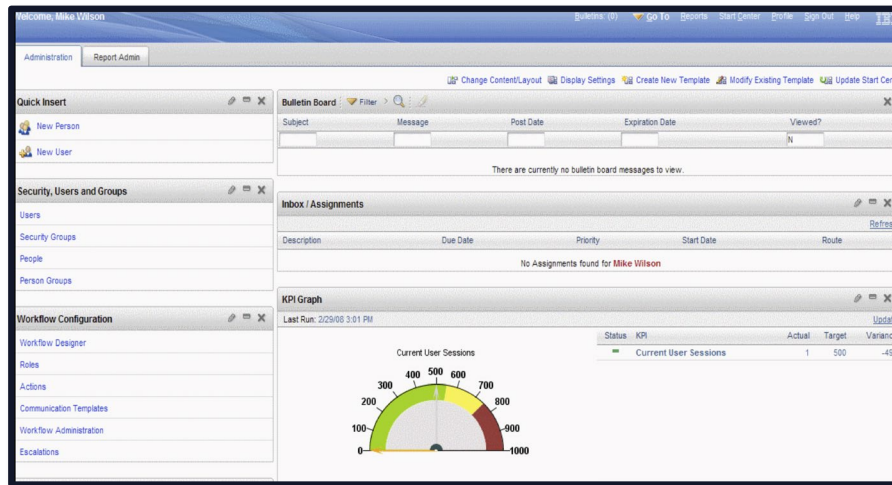 Welcome, Mike Wilson
Bulletins: (0) Go To Reports Start Center Profile Sign Out Help
Administration Report Admin
Change Content/Layout Display Settings Create New Template Modify Existing Template Update Start Cen
Quick Insert
New Person
New User
Security, Users and Groups
Users
Security Groups
People
Person Groups
Workflow Configuration
Workflow Designer
Roles
Actions
Communication Templates
Workflow Administration
Escalations
Bulletin Board Filter
Subject Message Post Date Expiration Date Viewed?
N
There are currently no bulletin board messages to view.
Inbox / Assignments
Refres
Description Due Date Priority Start Date Route
No Assignments found for Mike Wilson
KPI Graph
Last Run: 2/29/08 3:01 PM
Updat
Current User Sessions
0
100
200
300
400
500
600
700
800
900
1000
Status KPI Actual Target Varianc
Current User Sessions 1 500 -49